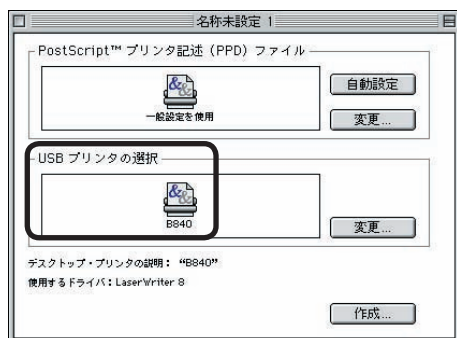 名称未設定 1
PostScript™ プリンタ記述（PPD）ファイル
一般設定を使用
自動設定
変更...
USB プリンタの選択
B840
変更...
デスクトップ・プリンタの説明： “B840”
使用するドライバ：LaserWriter 8
作成...